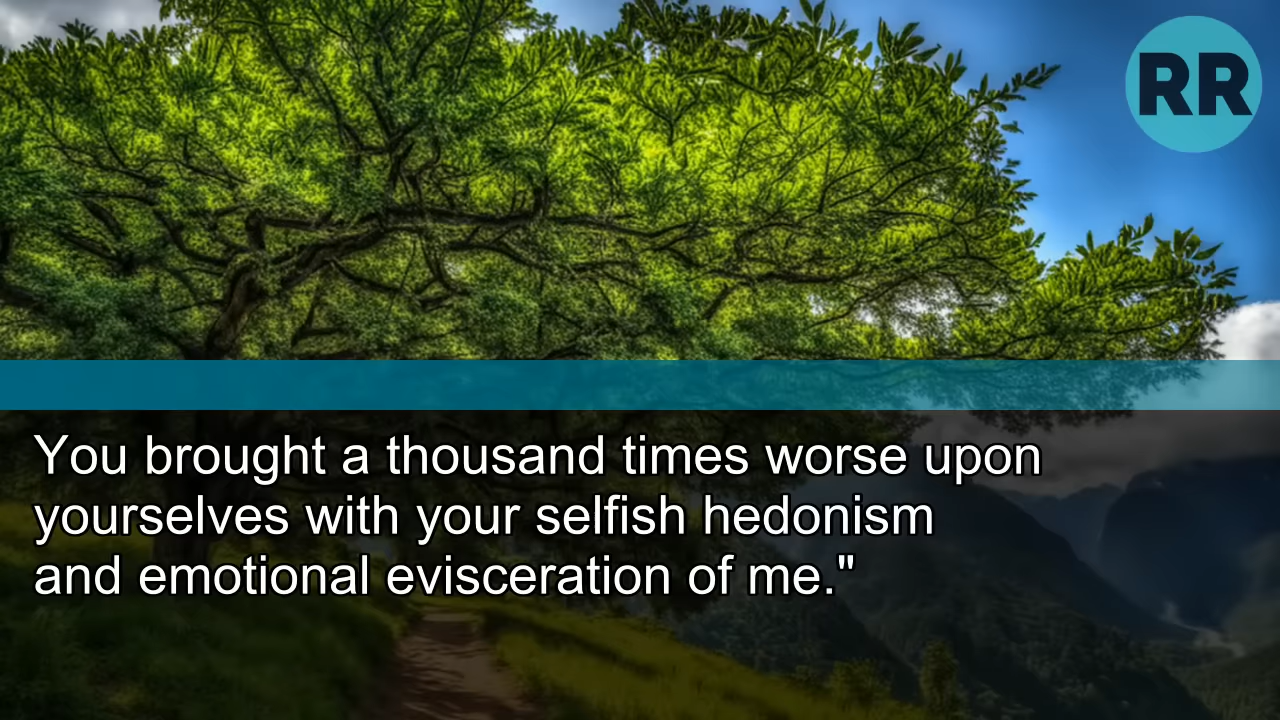 RR
You brought a thousand times worse upon
yourselves with your selfish hedonism
and emotional evisceration of me."